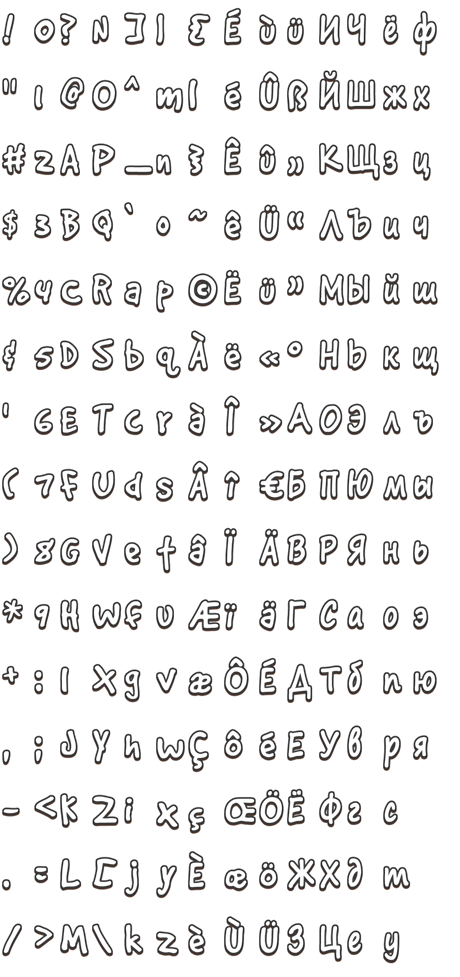 ! 0 ? N ] l { É ù ü И Ч ё ф
" 1 @ O ^ m | é Û ß Й Ш ж х
# 2 A P _ n } Ê û » К Щ з ц
$ 3 B Q ` o ~ ê Ü “ Л Ъ и ч
% 4 C R a p © Ë ü ” М Ы й ш
& 5 D S b q À ë « ° Н Ь к щ
' 6 E T c r à Î » А О Э л ъ
( 7 F U d s Â î € Б П Ю м ы
) 8 G V e t â Ï Ä В Р Я н ь
* 9 H W f u Æ ï ä Г С а о э
+ : I X g v æ Ô É Д Т б п ю
, ; J Y h w Ç ô é Е У в р я
- < K Z i x ç Œ Ö Ё Ф г с
. = L [ j y È œ ö Ж Х д т
/ > M \ k z è Ù Ü З Ц е у